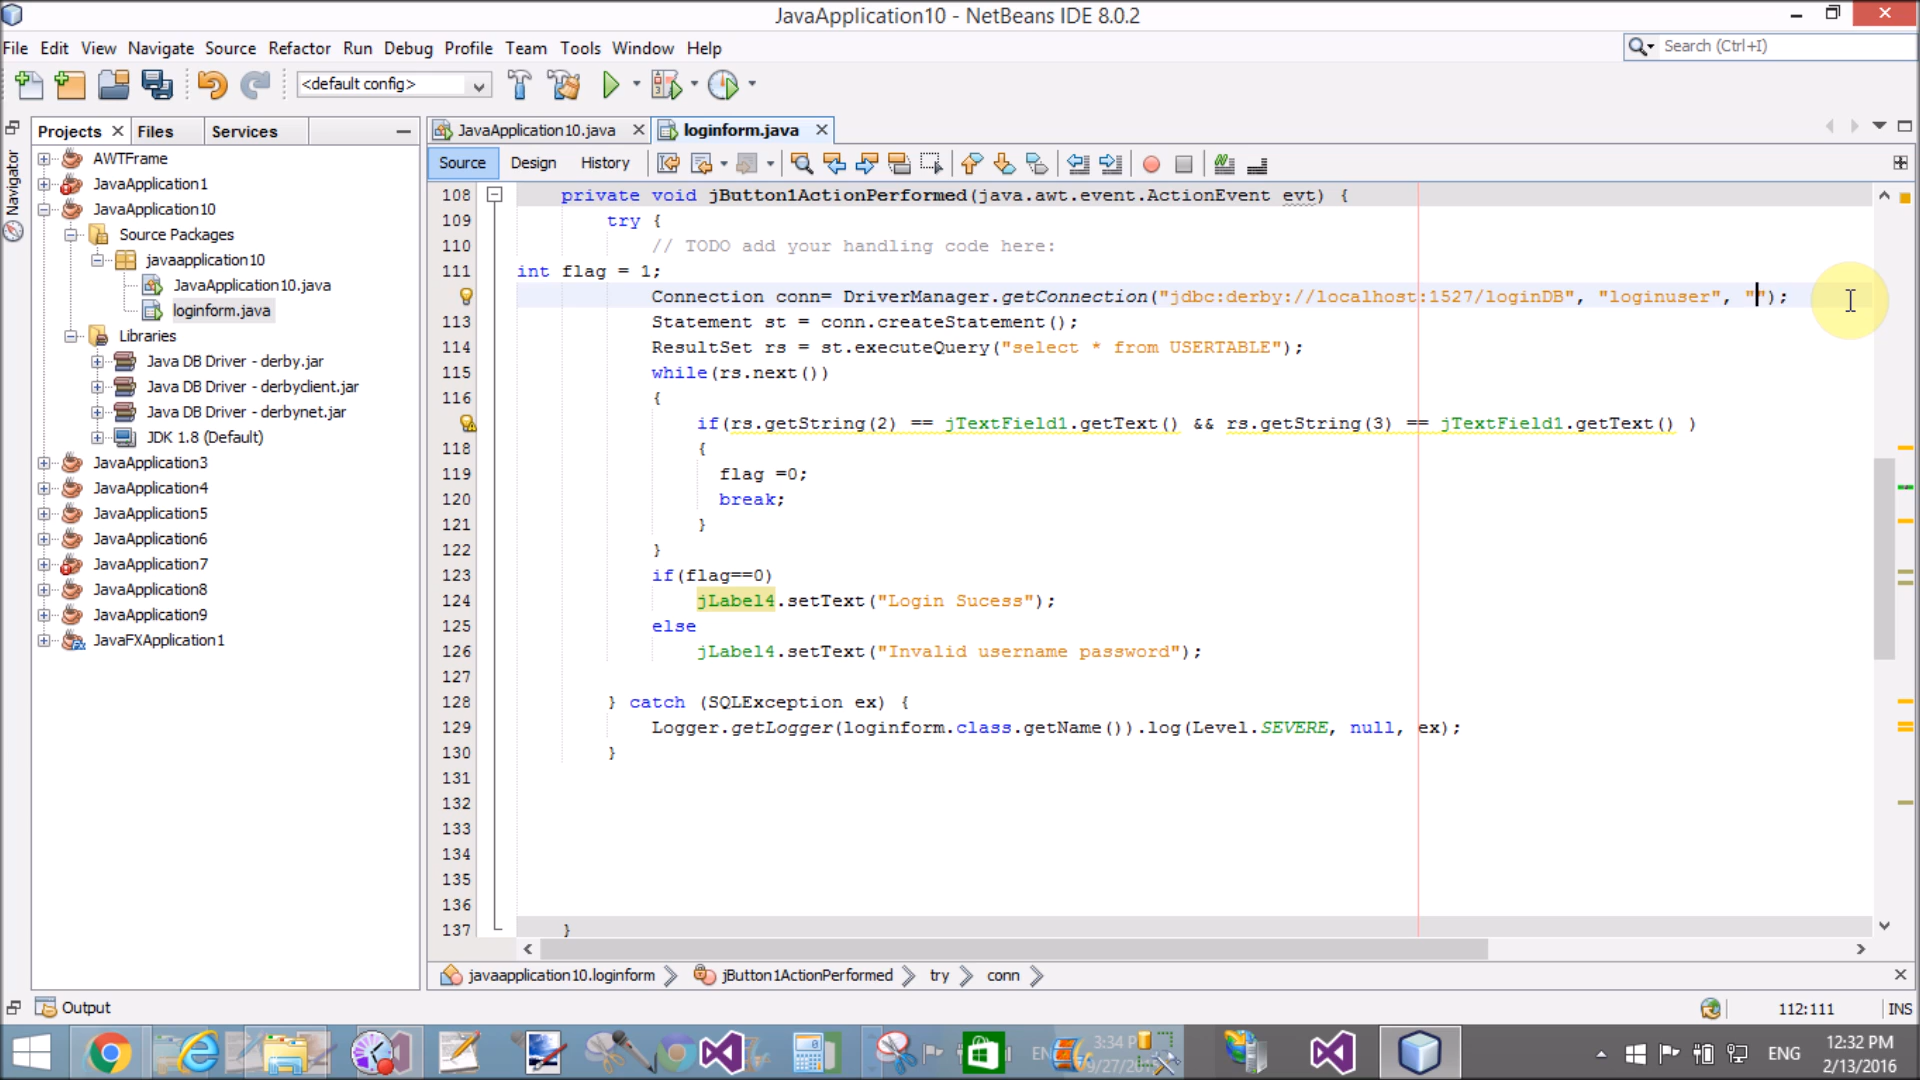 JavaApplication10 - NetBeans IDE 8.0.2
File Edit View Navigate Source Refactor Run Debug Profile Team Tools Window Help
Search (Ctrl+I)
<default config>
Projects Files Services
JavaApplication10.java loginform.java
Source Design History
Navigator
AWTFrame
JavaApplication1
JavaApplication10
Source Packages
javaapplication10
JavaApplication10.java
loginform.java
Libraries
Java DB Driver - derby.jar
Java DB Driver - derbyclient.jar
Java DB Driver - derbynet.jar
JDK 1.8 (Default)
JavaApplication3
JavaApplication4
JavaApplication5
JavaApplication6
JavaApplication7
JavaApplication8
JavaApplication9
JavaFXApplication1
108 private void jButton1ActionPerformed(java.awt.event.ActionEvent evt) {
109 try {
110 // TODO add your handling code here:
111 int flag = 1;
Connection conn= DriverManager.getConnection("jdbc:derby://localhost:1527/loginDB", "loginuser", "");
113 Statement st = conn.createStatement();
114 ResultSet rs = st.executeQuery("select * from USERTABLE");
115 while(rs.next())
116 {
if(rs.getString(2) == jTextField1.getText() && rs.getString(3) == jTextField1.getText() )
118 {
119 flag =0;
120 break;
121 }
122 }
123 if(flag==0)
124 jLabel4.setText("Login Sucess");
125 else
126 jLabel4.setText("Invalid username password");
127
128 } catch (SQLException ex) {
129 Logger.getLogger(loginform.class.getName()).log(Level.SEVERE, null, ex);
130 }
131
132
133
134
135
136
137 }
javaapplication10.loginform jButton1ActionPerformed try conn
Output
112:111 INS
EN 3:34 PM
ENG
12:32 PM
2/13/2016